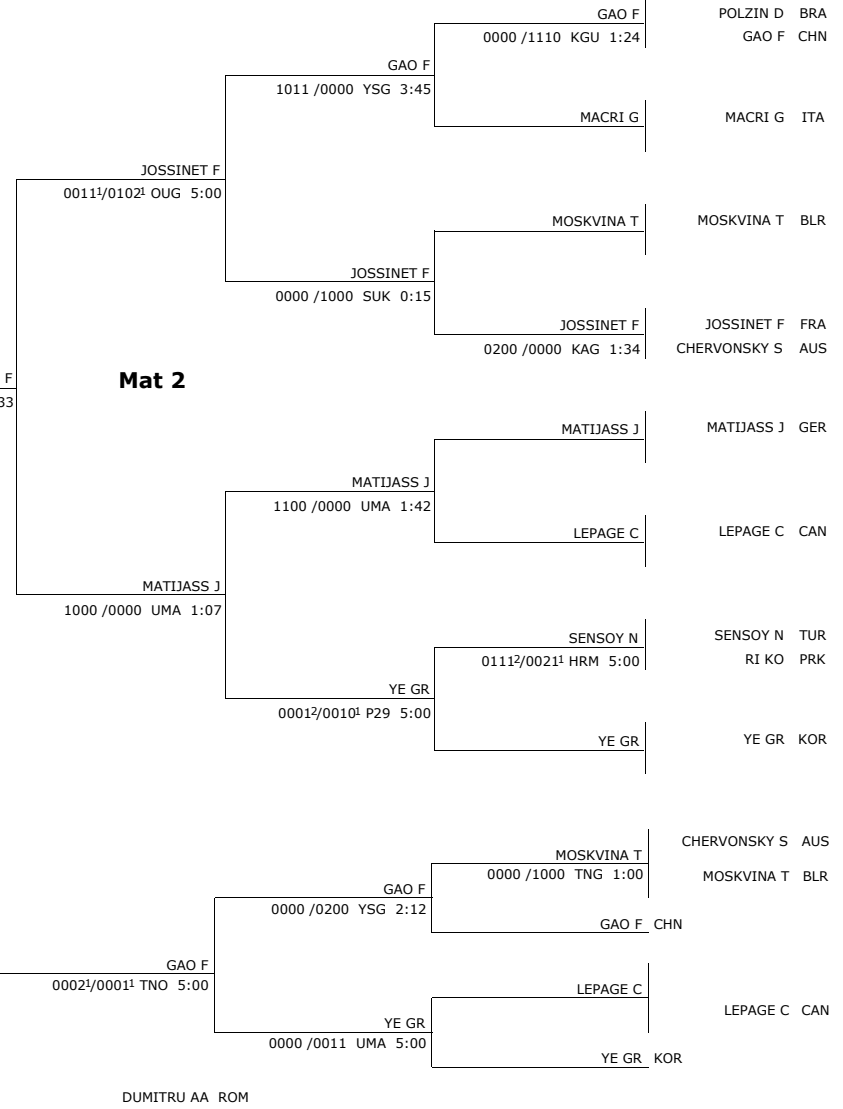 GAO F POLZIN D BRA
0000 /1110 KGU 1:24 GAO F CHN
GAO F
1011 /0000 YSG 3:45
MACRI G MACRI G ITA
JOSSINET F
0011¹/0102¹ OUG 5:00
MOSKVINA T MOSKVINA T BLR
JOSSINET F
0000 /1000 SUK 0:15
JOSSINET F JOSSINET F FRA
0200 /0000 KAG 1:34 CHERVONSKY S AUS
F Mat 2
33
MATIJASS J MATIJASS J GER
MATIJASS J
1100 /0000 UMA 1:42
LEPAGE C LEPAGE C CAN
MATIJASS J
1000 /0000 UMA 1:07
SENSOY N SENSOY N TUR
0111²/0021¹ HRM 5:00 RI KO PRK
YE GR
0001²/0010¹ P29 5:00
YE GR YE GR KOR
CHERVONSKY S AUS
MOSKVINA T
0000 /1000 TNG 1:00 MOSKVINA T BLR
GAO F
0000 /0200 YSG 2:12
GAO F CHN
GAO F
0002¹/0001¹ TNO 5:00
LEPAGE C
LEPAGE C CAN
YE GR
0000 /0011 UMA 5:00
YE GR KOR
DUMITRU AA ROM